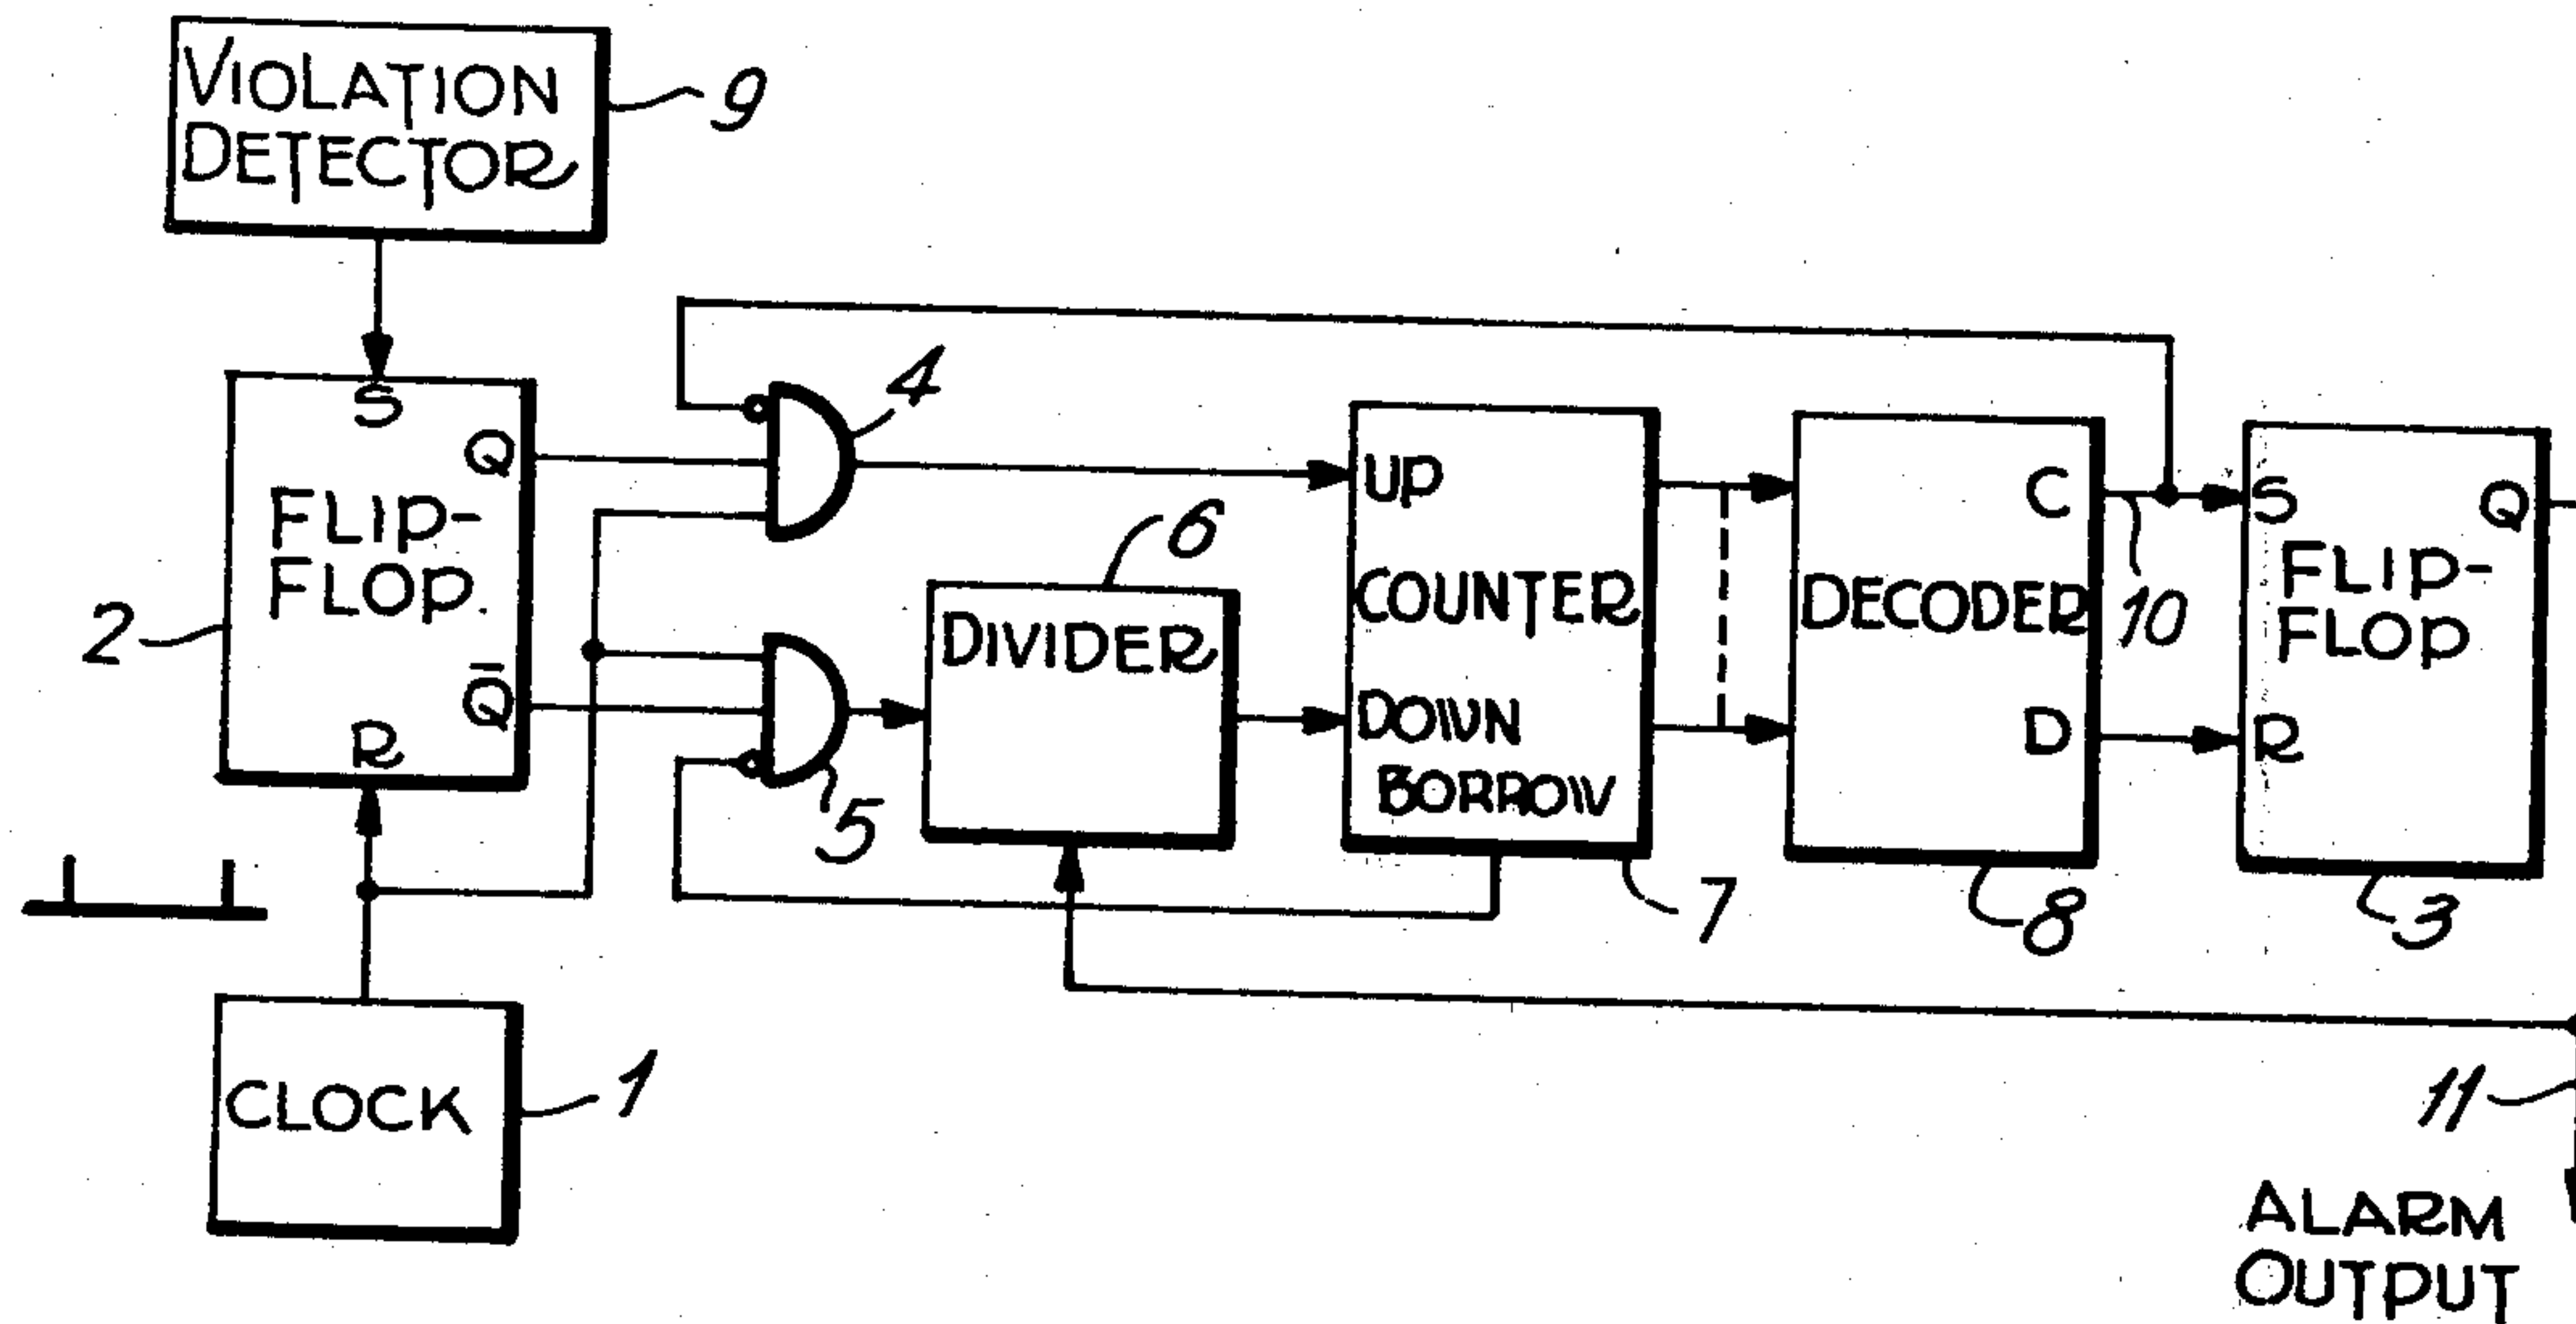 VIOLATION
DETECTOR
9
S
Q
FLIP-
FLOP
Q̅
R
2
4
5
6
DIVIDER
UP
COUNTER
DOWN
BORROW
7
C
DECODER
D
10
8
S
Q
FLIP-
FLOP
R
3
CLOCK
1
11
ALARM
OUTPUT